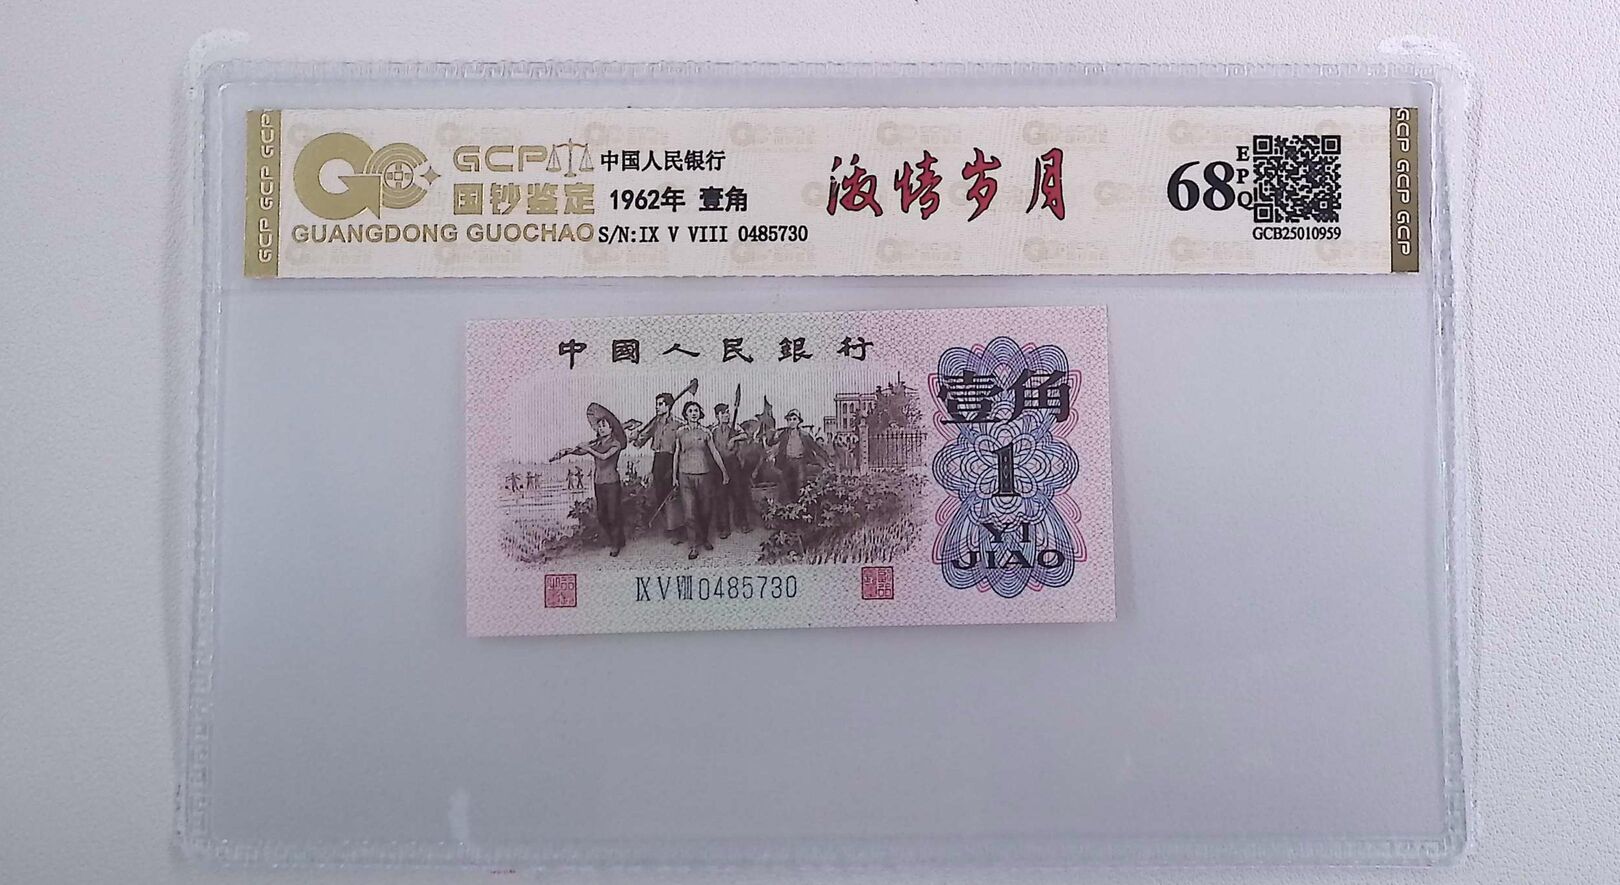 GCP
国钞鉴定
GUANGDONG GUOCHAO
中国人民银行
1962年 壹角
S/N:IX V VIII 0485730
激情岁月
68
EPQ
GCB25010959
GCP GCP GCP
GCP GCP GCP
中國人民銀行
壹角
1
YI
JIAO
IX V VIII 0485730